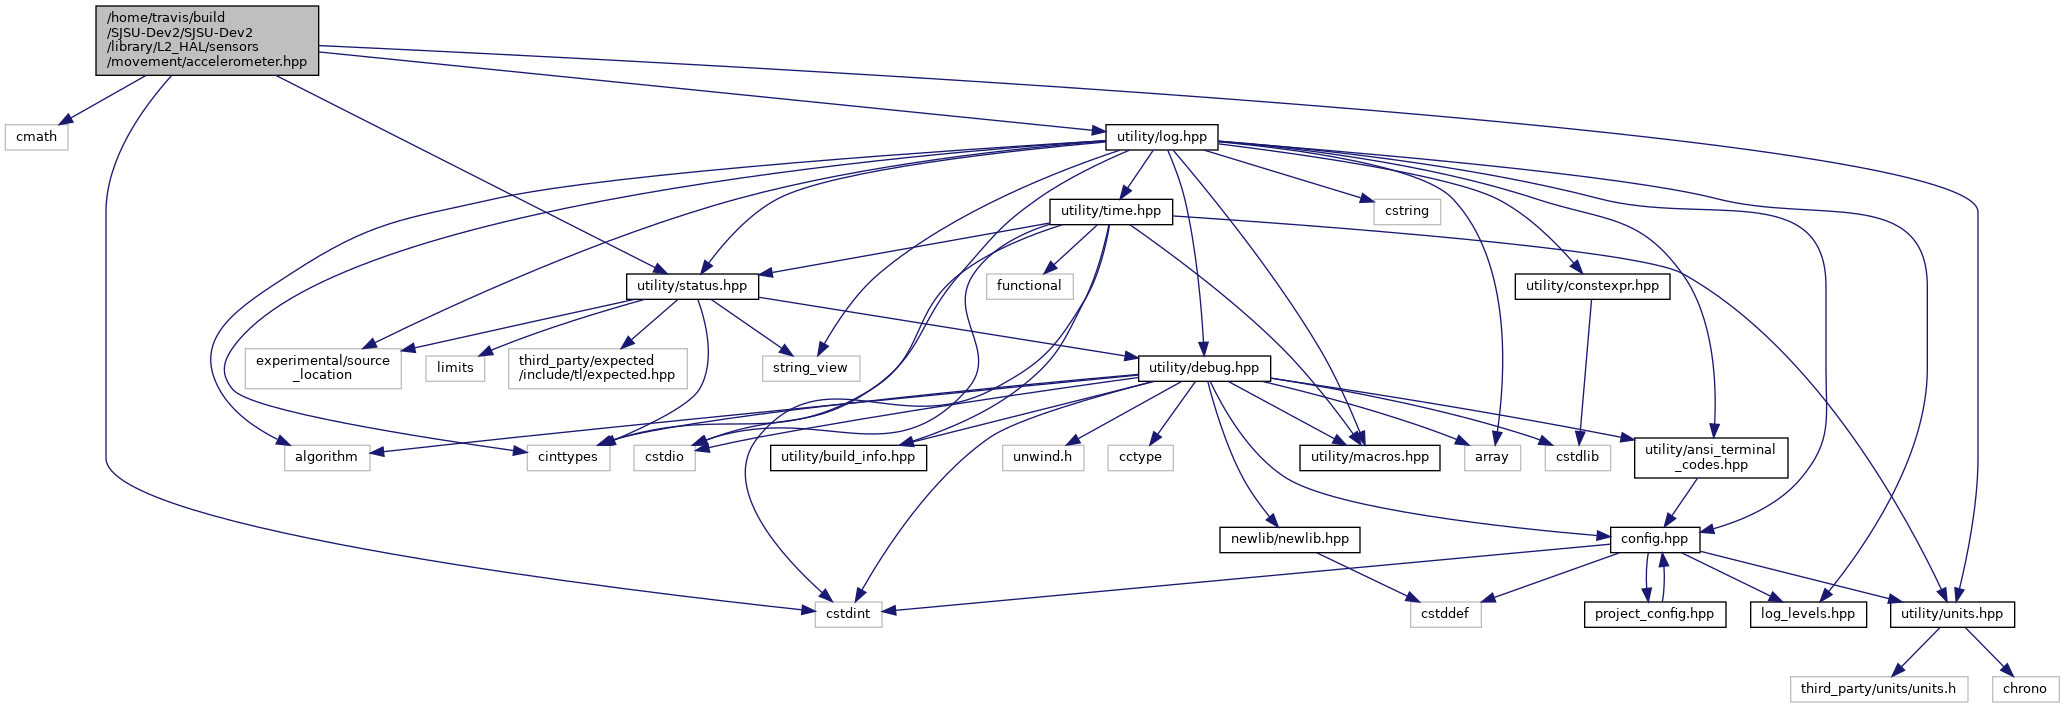 /home/travis/build
/SJSU-Dev2/SJSU-Dev2
/library/L2_HAL/sensors
/movement/accelerometer.hpp
cmath
utility/log.hpp
utility/time.hpp
cstring
utility/status.hpp
functional
utility/constexpr.hpp
experimental/source
_location
limits
third_party/expected
/include/tl/expected.hpp
string_view
utility/debug.hpp
algorithm
cinttypes
cstdio
utility/build_info.hpp
unwind.h
cctype
utility/macros.hpp
array
cstdlib
utility/ansi_terminal
_codes.hpp
newlib/newlib.hpp
config.hpp
cstdint
cstddef
project_config.hpp
log_levels.hpp
utility/units.hpp
third_party/units/units.h
chrono